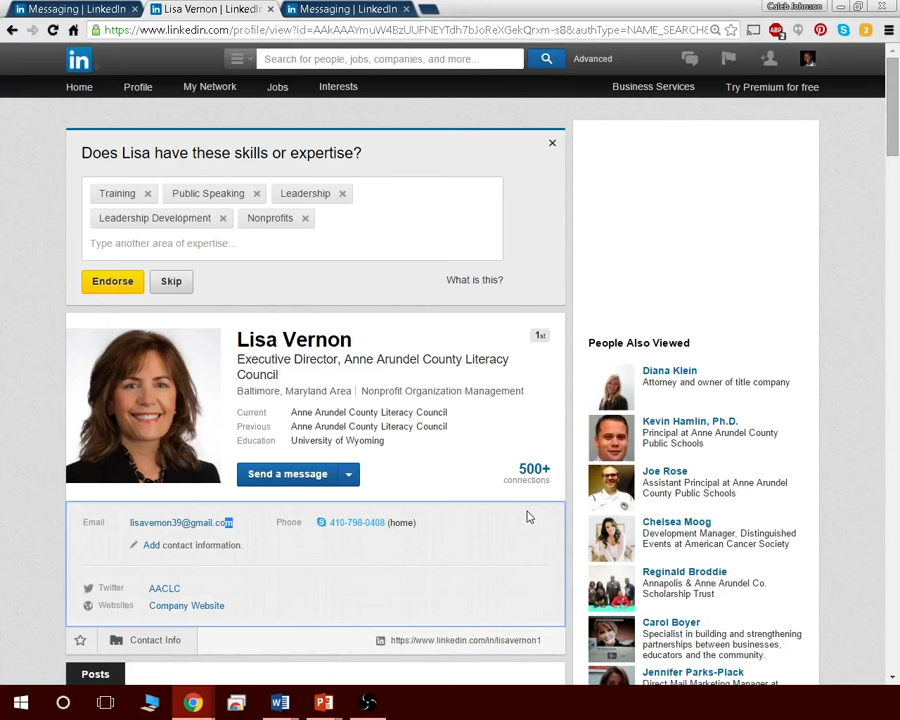 Messaging | LinkedIn
Lisa Vernon | LinkedIn
Messaging | LinkedIn
Caleb Johnson
in
Search for people, jobs, companies, and more...
Advanced
Home
Profile
My Network
Jobs
Interests
Business Services
Try Premium for free
Does Lisa have these skills or expertise?
Training
Public Speaking
Leadership
Leadership Development
Nonprofits
Type another area of expertise...
Endorse
Skip
What is this?
Lisa Vernon
1st
Executive Director, Anne Arundel County Literacy
Council
Baltimore, Maryland Area | Nonprofit Organization Management
Current Anne Arundel County Literacy Council
Previous Anne Arundel County Literacy Council
Education University of Wyoming
Send a message
500+
connections
Email lisavernon39@gmail.com
Phone 410-798-0408 (home)
Add contact information.
Twitter AACLC
Websites Company Website
Contact Info
https://www.linkedin.com/in/lisavernon1
Posts
People Also Viewed
Diana Klein
Attorney and owner of title company
Kevin Hamlin, Ph.D.
Principal at Anne Arundel County
Public Schools
Joe Rose
Assistant Principal at Anne Arundel
County Public Schools
Chelsea Moog
Development Manager, Distinguished
Events at American Cancer Society
Reginald Broddie
Annapolis & Anne Arundel Co.
Scholarship Trust
Carol Boyer
Specialist in building and strengthening
partnerships between businesses,
educators and the community.
Jennifer Parks-Plack
Direct Mail Marketing Manager at